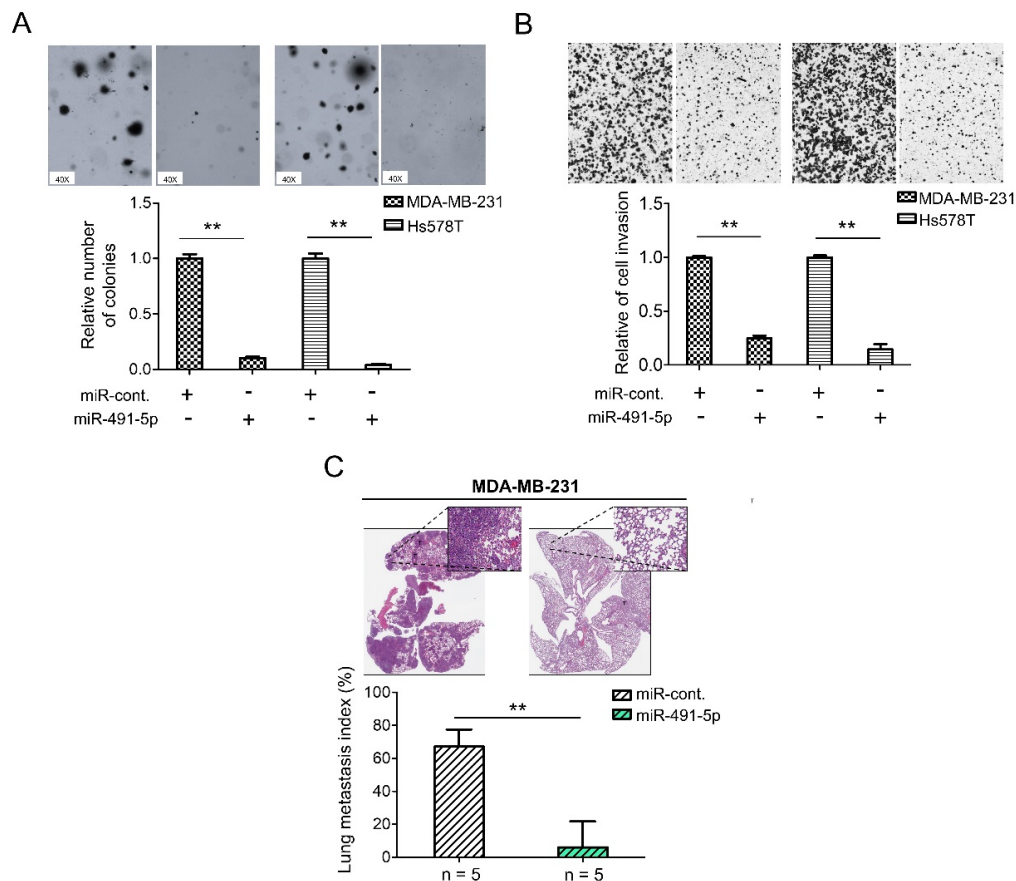 A
40X
40X
40X
40X
MDA-MB-231
Hs578T
Relative number
of colonies
1.5
1.0
0.5
0.0
**
**
miR-cont. + - + -
miR-491-5p - + - +
B
MDA-MB-231
Hs578T
Relative of cell invasion
1.5
1.0
0.5
0.0
**
**
miR-cont. + - + -
miR-491-5p - + - +
C
MDA-MB-231
miR-cont.
miR-491-5p
Lung metastasis index (%)
100
80
60
40
20
0
**
n = 5 n = 5